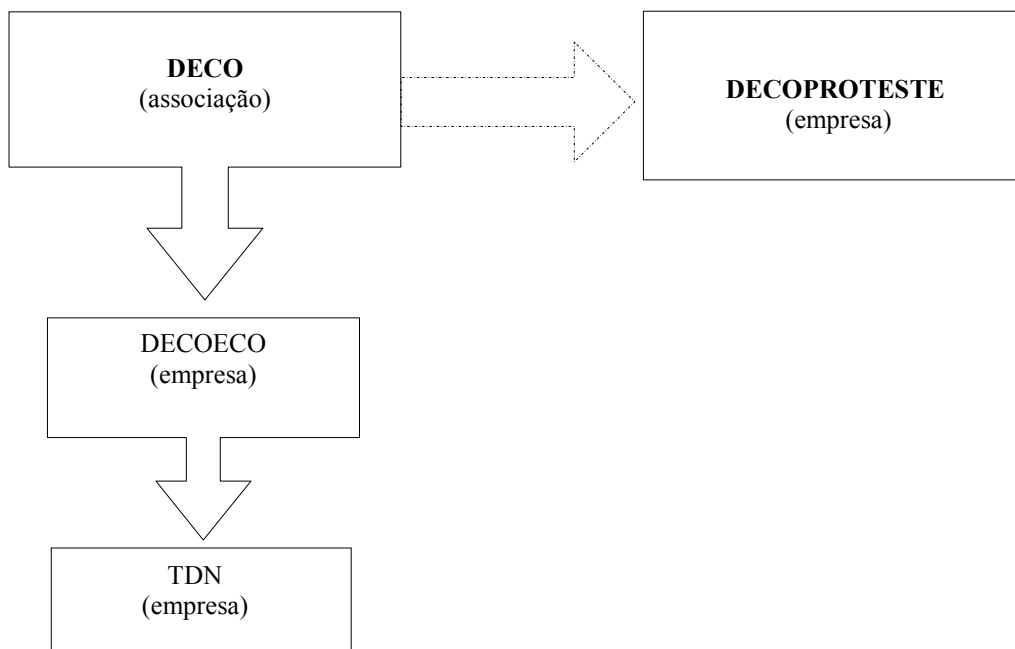 DECO
(associação)
DECOPROTESTE
(empresa)
DECOECO
(empresa)
TDN
(empresa)